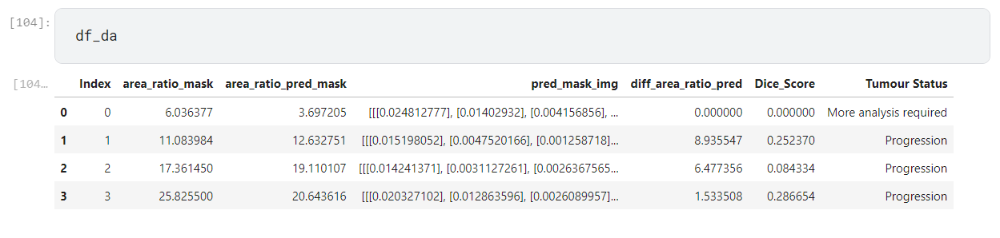 [104]: df_da
[104... Index area_ratio_mask area_ratio_pred_mask pred_mask_img diff_area_ratio_pred Dice_Score Tumour Status
0 0 6.036377 3.697205 [[[0.024812777], [0.01402932], [0.004156856], ... 0.000000 0.000000 More analysis required
1 1 11.083984 12.632751 [[[0.015198052], [0.0047520166], [0.001258718]... 8.935547 0.252370 Progression
2 2 17.361450 19.110107 [[[0.014241371], [0.0031127261], [0.0026367565... 6.477356 0.084334 Progression
3 3 25.825500 20.643616 [[[0.020327102], [0.012863596], [0.0026089957]... 1.533508 0.286654 Progression